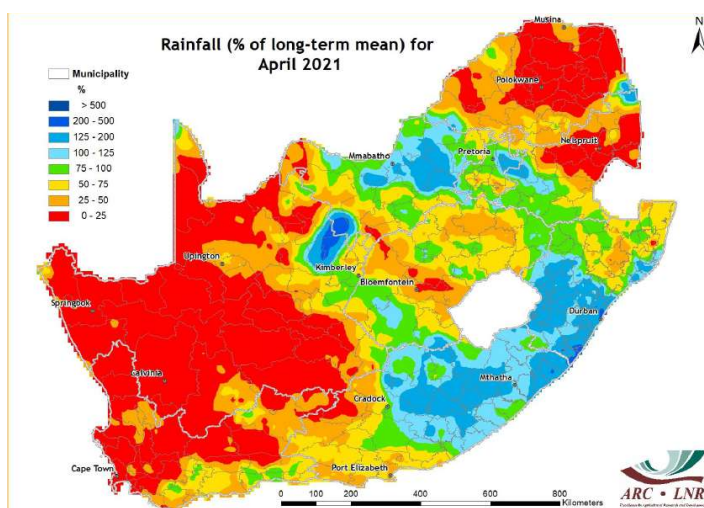 Rainfall (% of long-term mean) for
April 2021
N
Municipality
%
> 500
200 - 500
125 - 200
100 - 125
75 - 100
50 - 75
25 - 50
0 - 25
Musina
Polokwane
Nelspruit
Pretoria
Mmabatho
Upington
Kimberley
Bloemfontein
Springbok
Durban
Calvinia
Mthatha
Cradock
Cape Town
Port Elizabeth
0 100 200 400 600 800
Kilometers
ARC • LNR